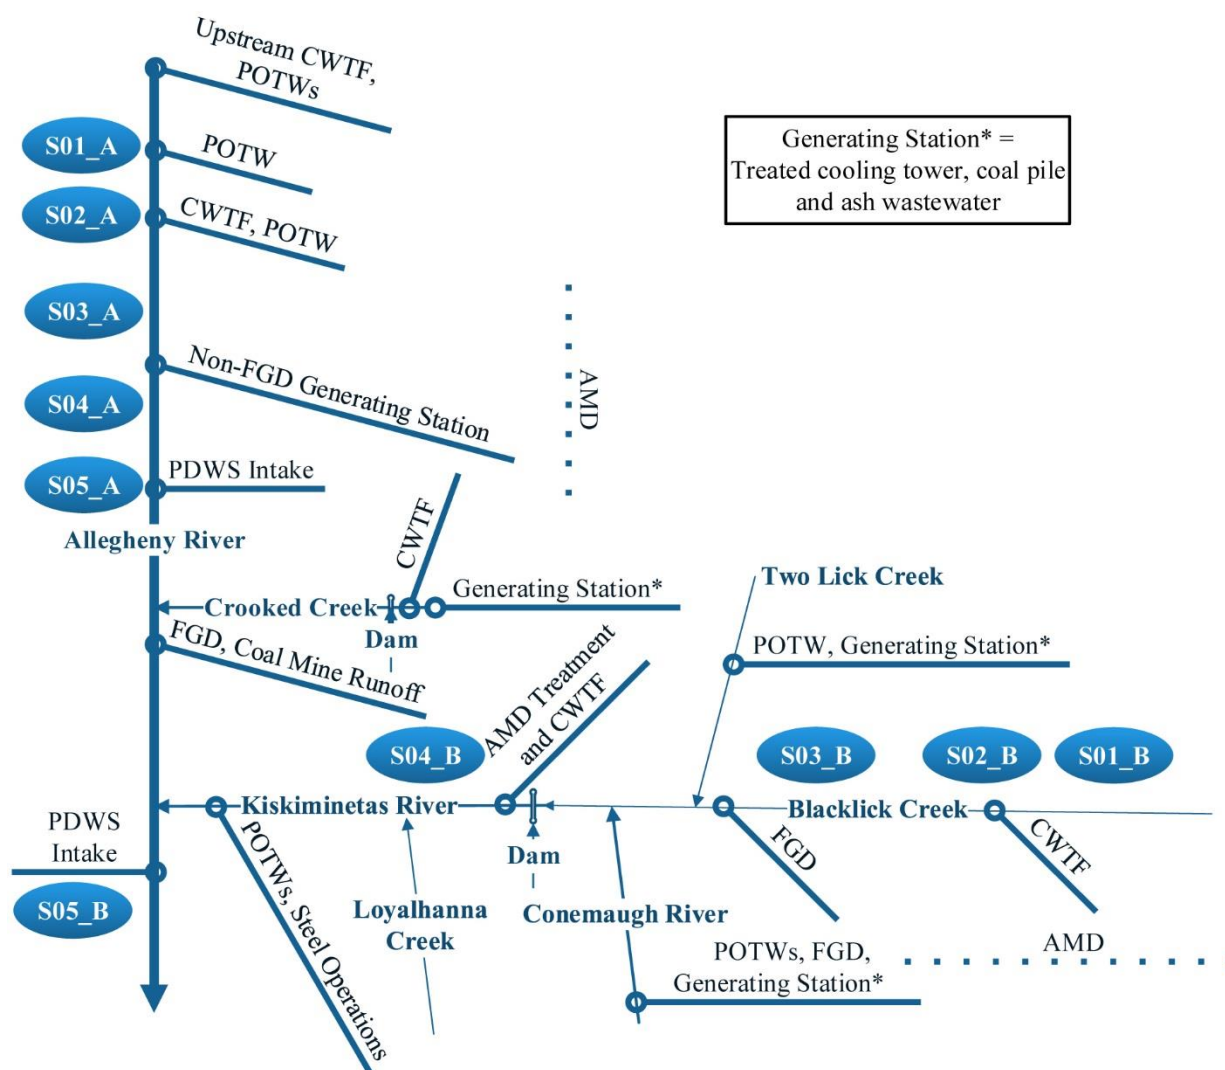 Upstream CWTF,
POTWs
S01_A
POTW
S02_A
CWTF, POTW
Generating Station* =
Treated cooling tower, coal pile
and ash wastewater
S03_A
Non-FGD Generating Station
AMD
S04_A
S05_A
PDWS Intake
Allegheny River
CWTF
Crooked Creek
Generating Station*
Dam
Two Lick Creek
FGD, Coal Mine Runoff
AMD Treatment
and CWTF
POTW, Generating Station*
S04_B
S03_B
S02_B
S01_B
Kiskiminetas River
Blacklick Creek
PDWS
Intake
POTWs, Steel Operations
Dam
FGD
CWTF
S05_B
Loyalhanna
Creek
Conemaugh River
AMD
POTWs, FGD,
Generating Station*